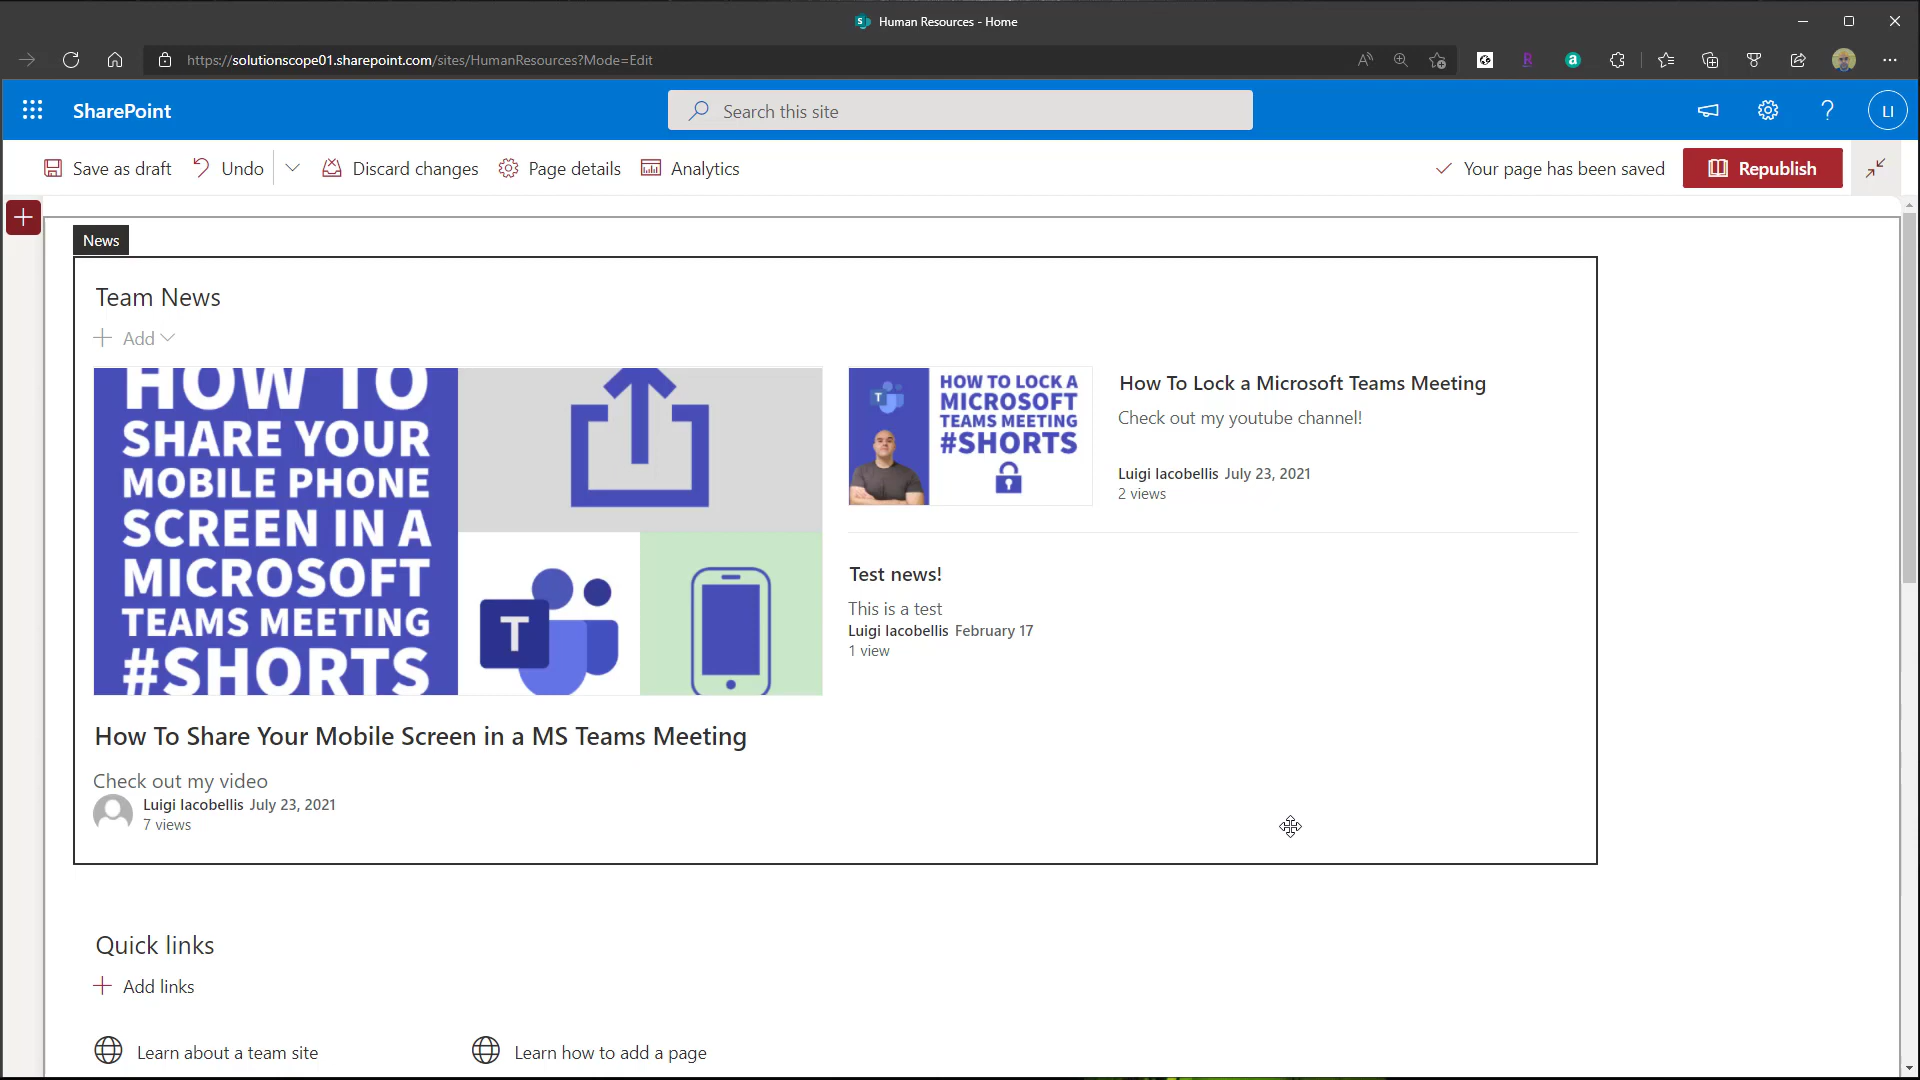 Human Resources - Home
https://solutionscope01.sharepoint.com/sites/HumanResources?Mode=Edit
SharePoint
Search this site
LI
Save as draft
Undo
Discard changes
Page details
Analytics
Your page has been saved
Republish
News
Team News
Add
HOW TO
SHARE YOUR
MOBILE PHONE
SCREEN IN A
MICROSOFT
TEAMS MEETING
#SHORTS
T
How To Share Your Mobile Screen in a MS Teams Meeting
Check out my video
Luigi Iacobellis July 23, 2021
7 views
T
HOW TO LOCK A
MICROSOFT
TEAMS MEETING
#SHORTS
How To Lock a Microsoft Teams Meeting
Check out my youtube channel!
Luigi Iacobellis July 23, 2021
2 views
Test news!
This is a test
Luigi Iacobellis February 17
1 view
Quick links
Add links
Learn about a team site
Learn how to add a page